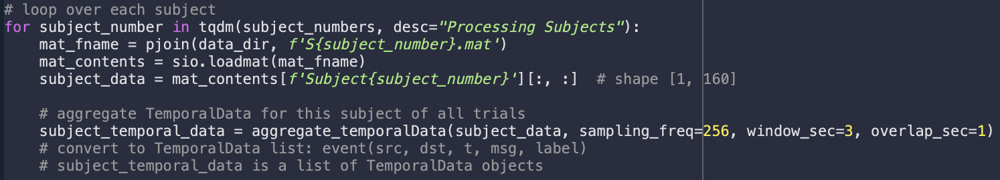 # loop over each subject
for subject_number in tqdm(subject_numbers, desc="Processing Subjects"):
    mat_fname = pjoin(data_dir, f'S{subject_number}.mat')
    mat_contents = sio.loadmat(mat_fname)
    subject_data = mat_contents[f'Subject{subject_number}'][:, :]  # shape [1, 160]

    # aggregate TemporalData for this subject of all trials
    subject_temporal_data = aggregate_temporalData(subject_data, sampling_freq=256, window_sec=3, overlap_sec=1)
    # convert to TemporalData list: event(src, dst, t, msg, label)
    # subject_temporal_data is a list of TemporalData objects